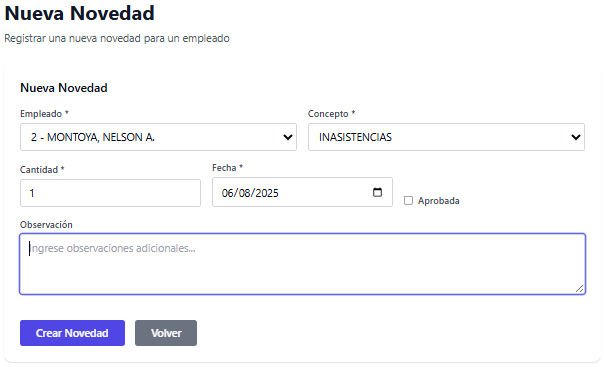 Nueva Novedad
Registrar una nueva novedad para un empleado
Nueva Novedad
Empleado * Concepto *
2 - MONTOYA, NELSON A. INASISTENCIAS
Cantidad * Fecha *
1 06/08/2025 Aprobada
Observación
Ingrese observaciones adicionales...
Crear Novedad Volver